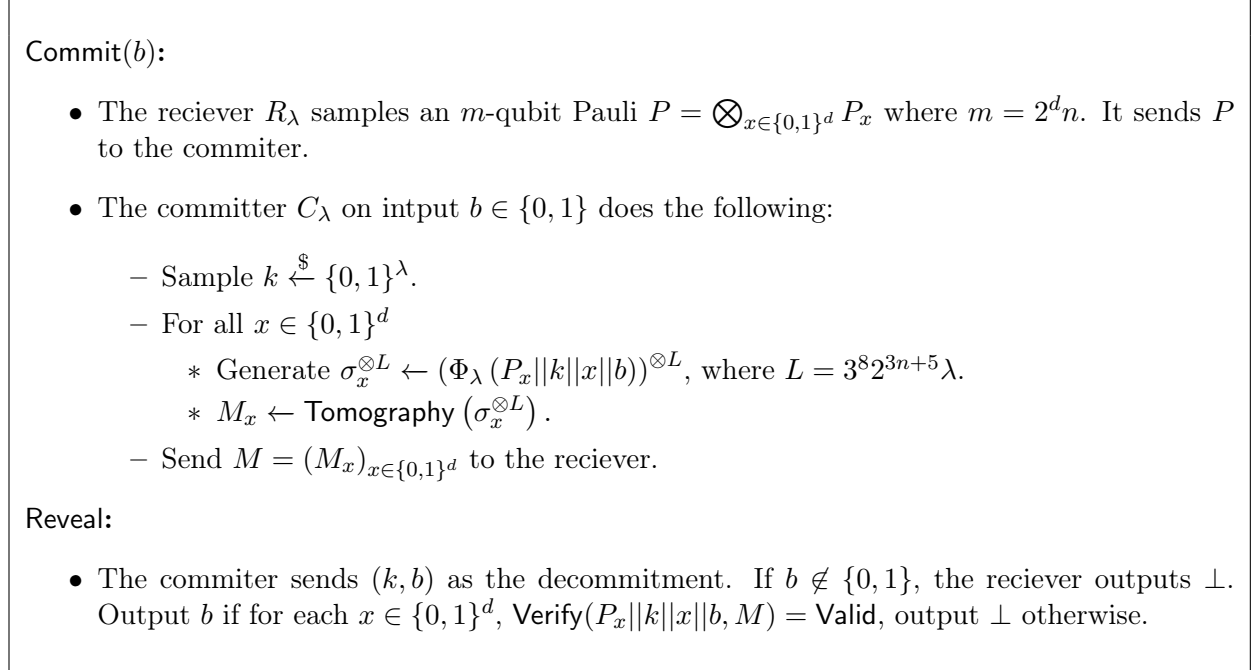 Commit(b):
• The reciever R_λ samples an m-qubit Pauli P = ⨂_{x∈{0,1}^d} P_x where m = 2^d n. It sends P
to the commiter.
• The committer C_λ on intput b ∈ {0, 1} does the following:
– Sample k ←$ {0, 1}^λ.
– For all x ∈ {0, 1}^d
∗ Generate σ_x^{⊗L} ← (Φ_λ (P_x||k||x||b))^{⊗L}, where L = 3^8 2^{3n+5} λ.
∗ M_x ← Tomography (σ_x^{⊗L}).
– Send M = (M_x)_{x∈{0,1}^d} to the reciever.
Reveal:
• The commiter sends (k, b) as the decommitment. If b ∉ {0, 1}, the reciever outputs ⊥.
Output b if for each x ∈ {0, 1}^d, Verify(P_x||k||x||b, M) = Valid, output ⊥ otherwise.